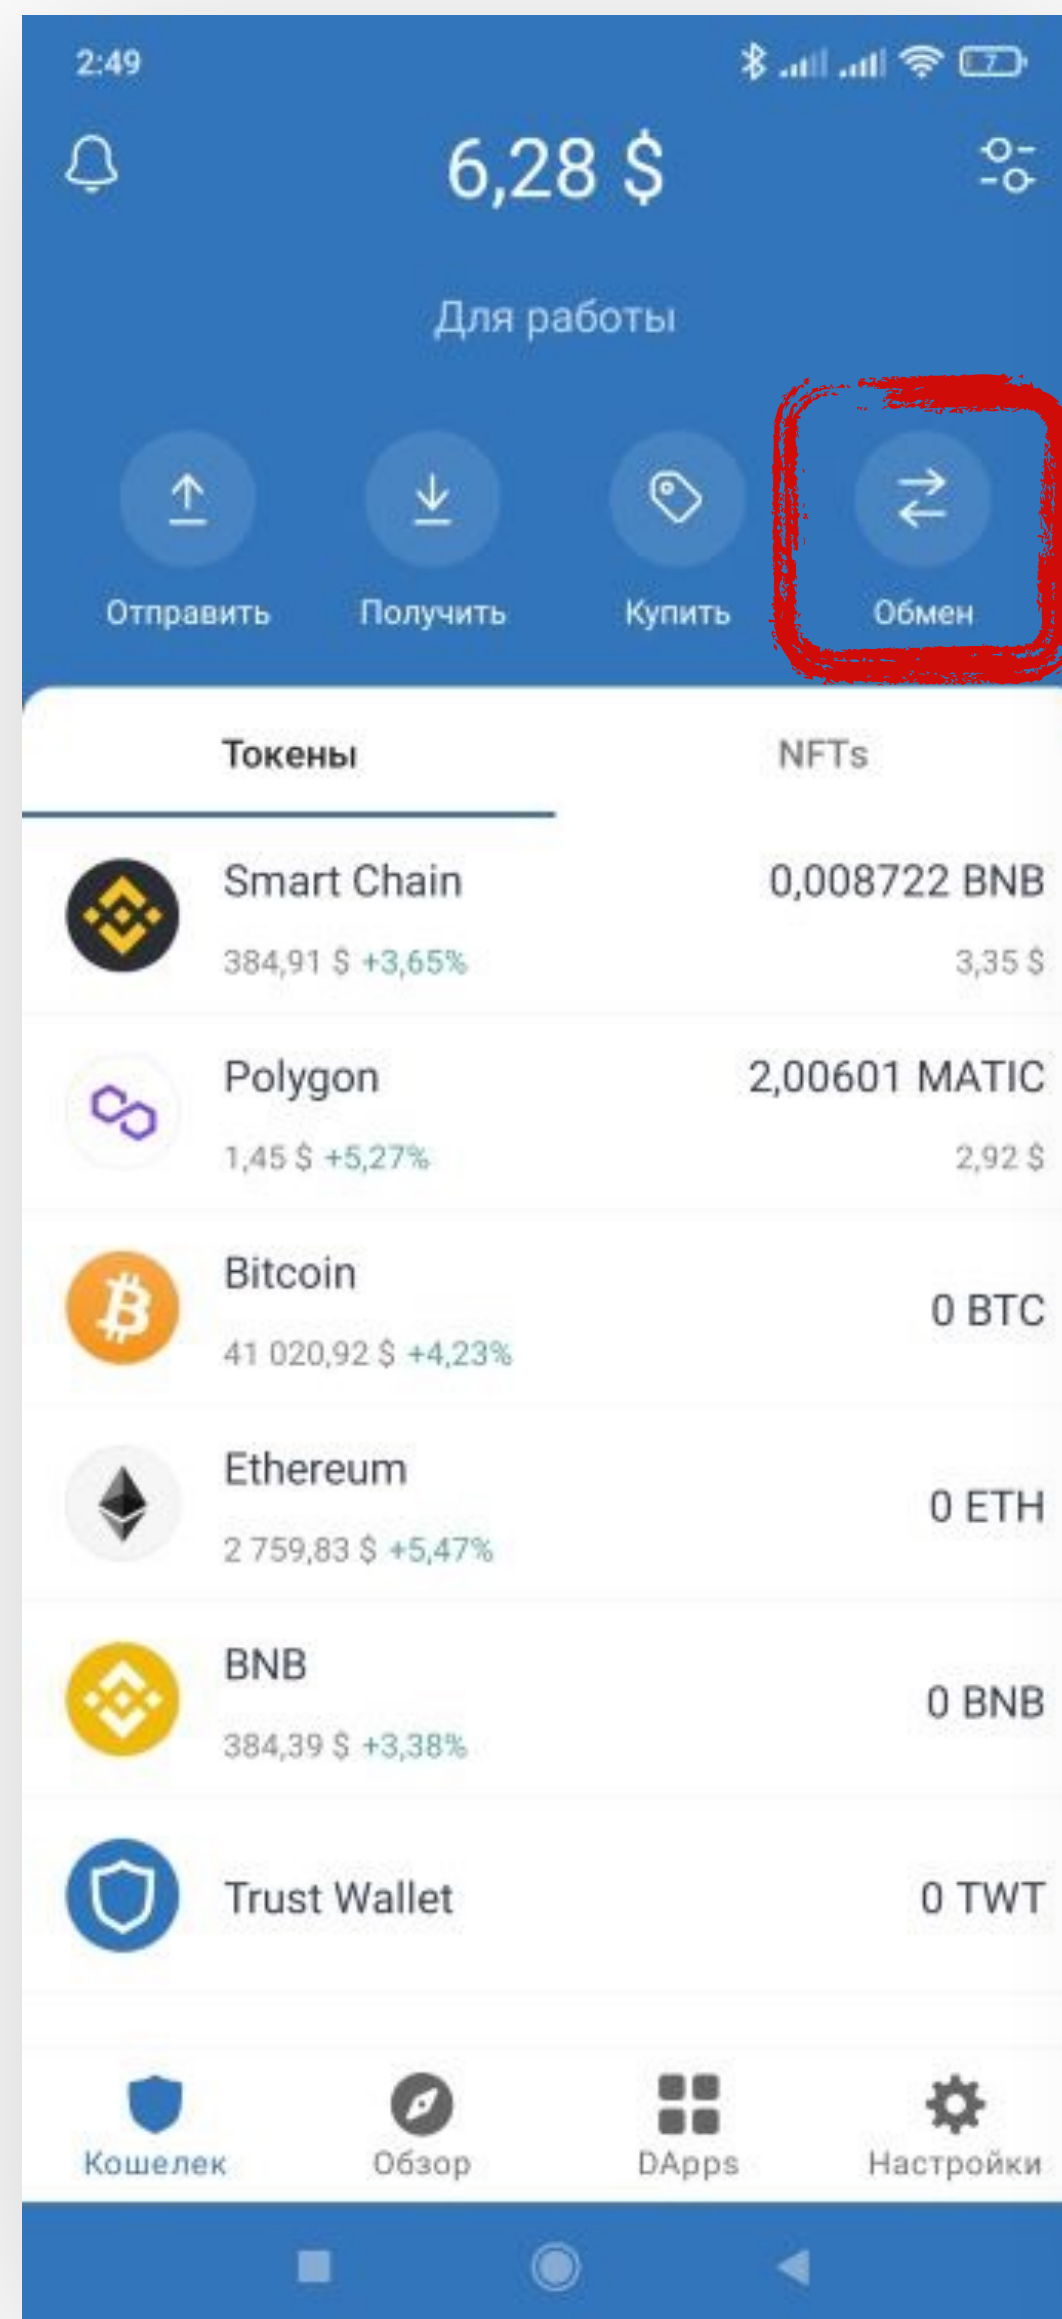 2:49
7
6,28 $
Для работы
Отправить Получить Купить Обмен
Токены NFTs
Smart Chain 0,008722 BNB
384,91 $ +3,65% 3,35 $
Polygon 2,00601 MATIC
1,45 $ +5,27% 2,92 $
Bitcoin
0 BTC
41 020,92 $ +4,23%
Ethereum
0 ETH
2 759,83 $ +5,47%
BNB
0 BNB
384,39 $ +3,38%
Trust Wallet 0 TWT
Кошелек Обзор DApps Настройки